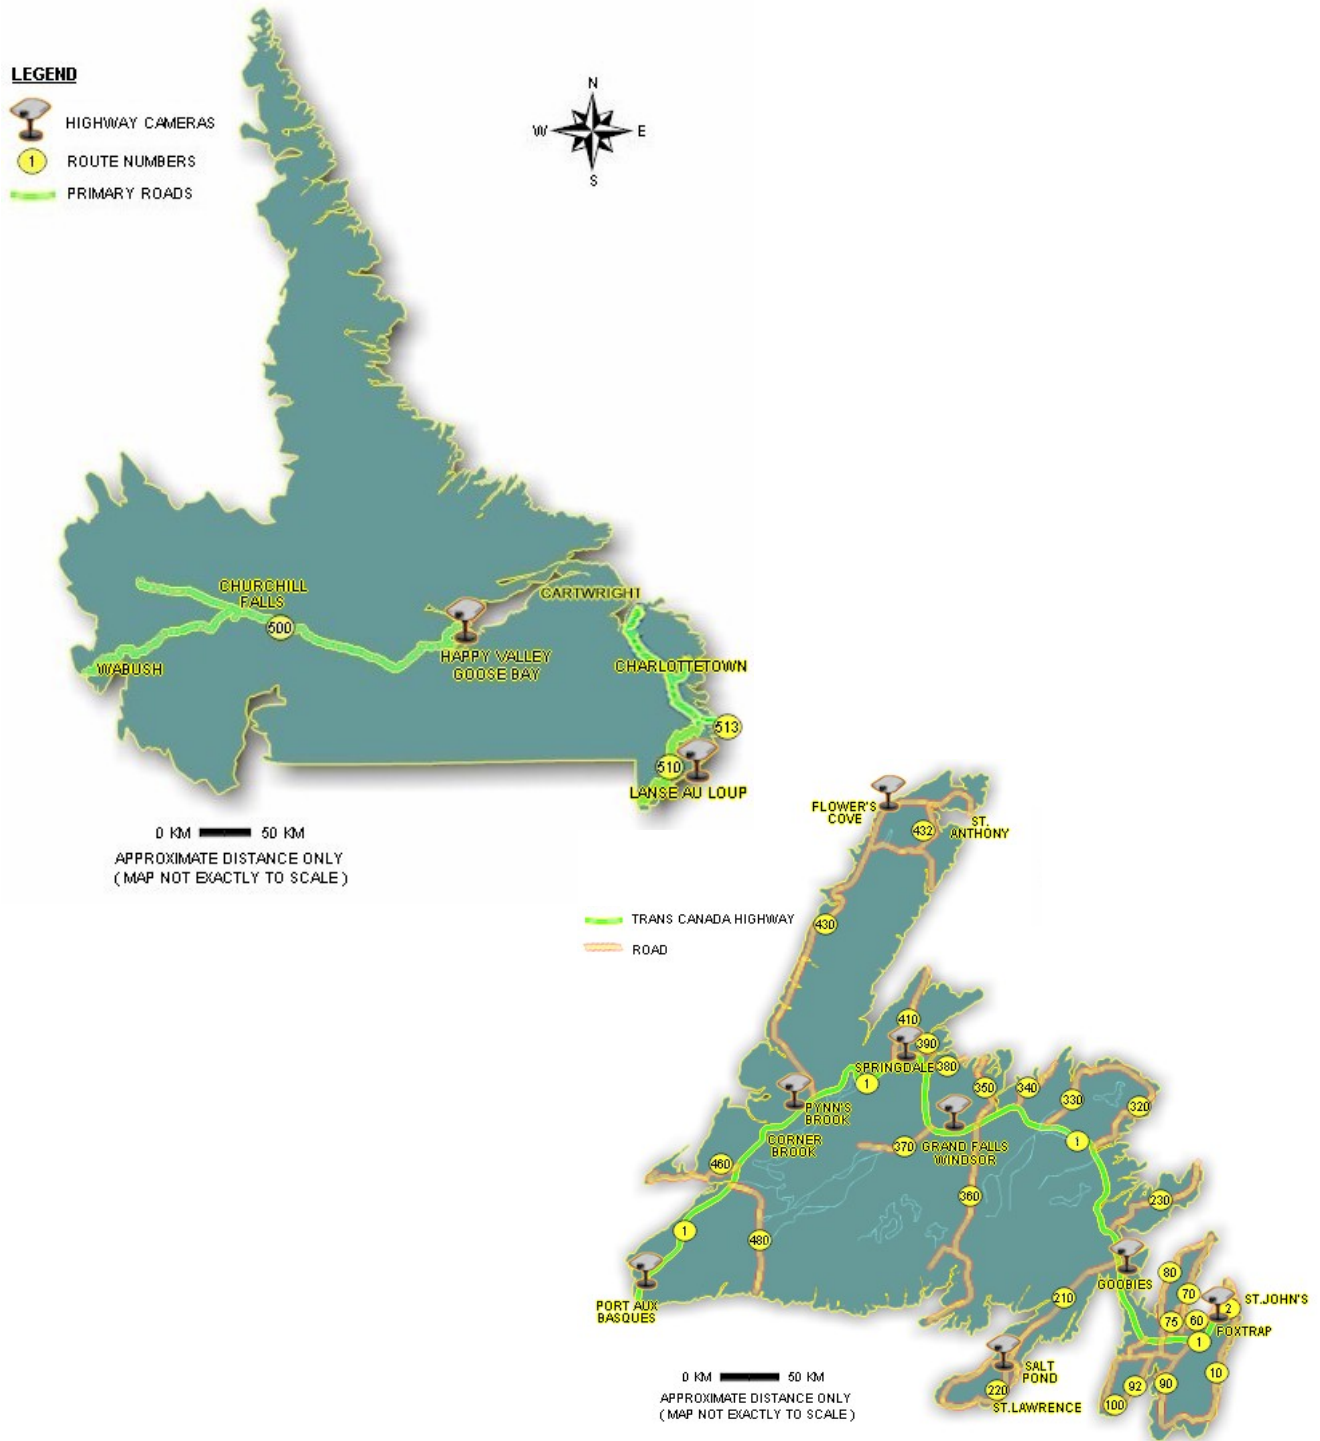 LEGEND
HIGHWAY CAMERAS
1
ROUTE NUMBERS
PRIMARY ROADS
N
W
E
S
CHURCHILL
FALLS
500
WABUSH
HAPPY VALLEY
GOOSE BAY
CARTWRIGHT
CHARLOTTETOWN
513
510
LANSE AU LOUP
0 KM 50 KM
APPROXIMATE DISTANCE ONLY
( MAP NOT EXACTLY TO SCALE )
FLOWER'S
COVE
432
ST.
ANTHONY
TRANS CANADA HIGHWAY
ROAD
430
410
390
SPRINGDALE
380
1
350
340
330
320
PYNN'S
BROOK
CORNER
BROOK
370
GRAND FALLS
WINDSOR
1
460
360
230
480
1
GOOBIES
80
70
ST.JOHN'S
2
PORT AUX
BASQUES
210
75
60
FOXTRAP
1
SALT
POND
220
ST.LAWRENCE
10
92
90
100
0 KM 50 KM
APPROXIMATE DISTANCE ONLY
( MAP NOT EXACTLY TO SCALE )